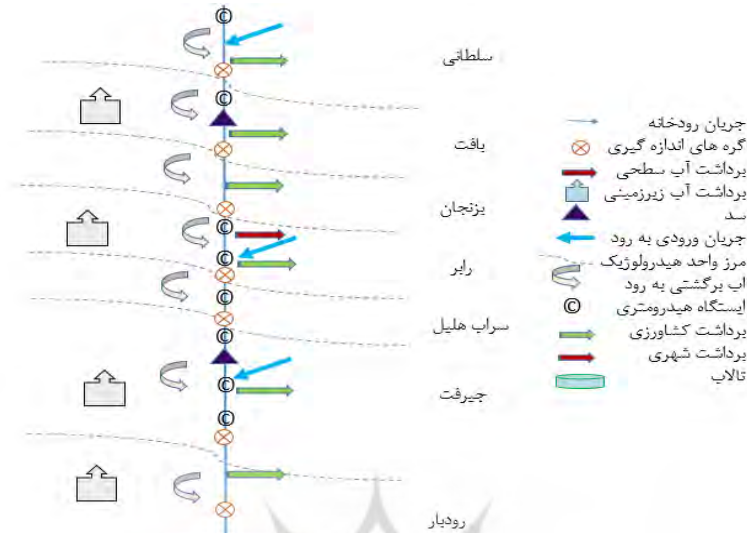 سلطانی
بافت
بزنجان
رابر
سراب هلیل
جیرفت
رودبار
جریان رودخانه
گره های اندازه گیری
برداشت آب سطحی
برداشت آب زیرزمینی
سد
جریان ورودی به رود
مرز واحد هیدرولوژیک
اب برگشتی به رود
ایستگاه هیدرومتری
برداشت کشاورزی
برداشت شهری
تالاب